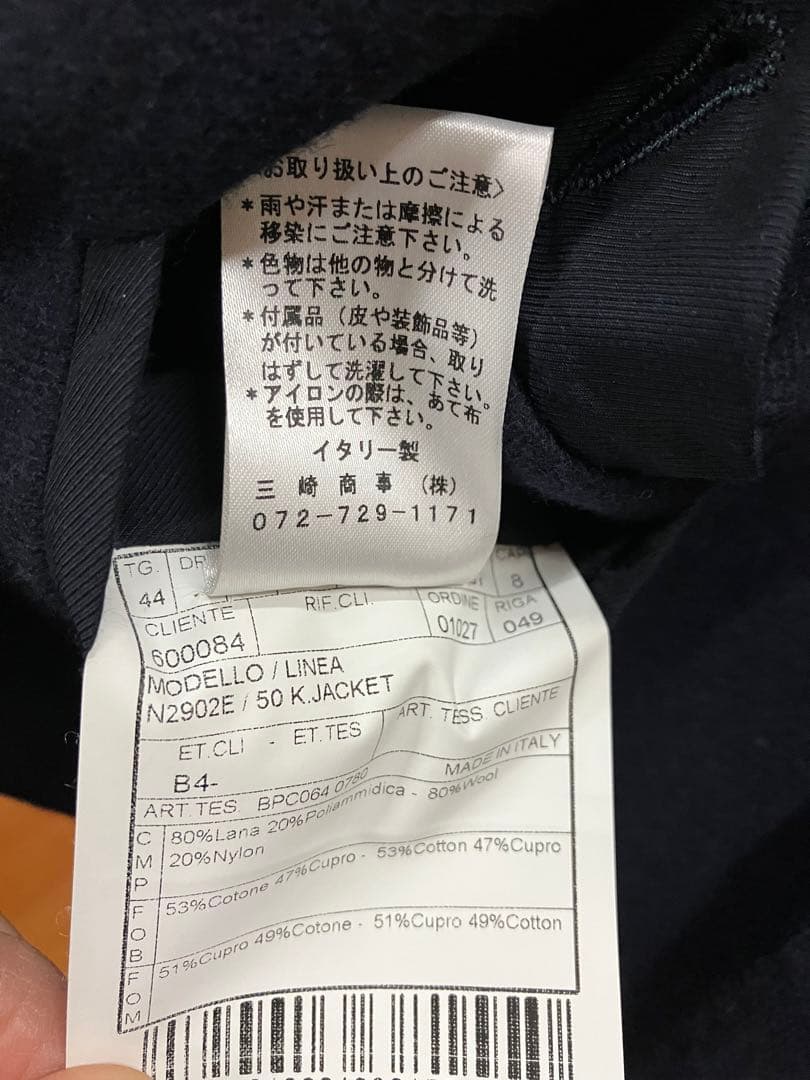 お取り扱い上のご注意〉
＊雨や汗または摩擦による
移染にご注意下さい。
＊色物は他の物と分けて洗
って下さい。
＊付属品（皮や装飾品等）
が付いている場合、取り
はずして洗濯して下さい。
＊アイロンの際は、あて布
を使用して下さい。
イタリー製
三崎商事（株）
072-729-1171
TG. DR
44 8
CLIENTE RIF.CLI. ORDINE RIGA
600084 01027 049
MODELLO / LINEA
N2902E / 50 K.JACKET
ET.CLI - ET.TES ART. TESS. CLIENTE
B4-
ART.TES. BPC064 0780 MADE IN ITALY
CMP 80%Lana 20%Poliammidica - 80%Wool
20%Nylon
FOB 53%Cotone 47%Cupro - 53%Cotton 47%Cupro
FOM 51%Cupro 49%Cotone - 51%Cupro 49%Cotton